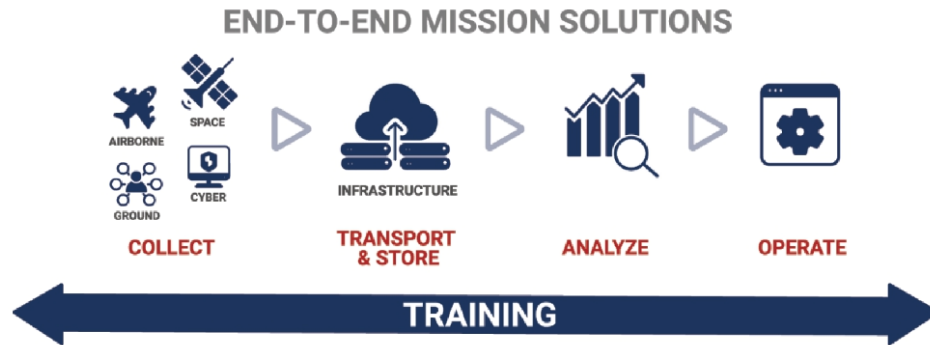 END-TO-END MISSION SOLUTIONS
AIRBORNE
SPACE
GROUND
CYBER
INFRASTRUCTURE
COLLECT
TRANSPORT
& STORE
ANALYZE
OPERATE
TRAINING